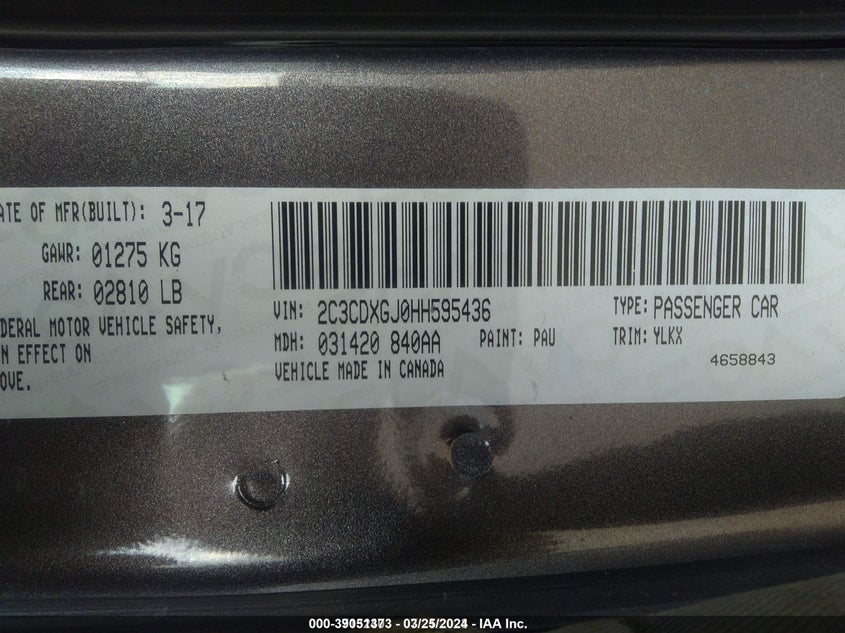 ATE OF MFR(BUILT): 3-17
GAWR: 01275 KG
REAR: 02810 LB
DERAL MOTOR VEHICLE SAFETY,
N EFFECT ON
OVE.
VIN: 2C3CDXGJ0HH595436
TYPE: PASSENGER CAR
MDH: 031420 840AA
PAINT: PAU
TRIM: YLKX
VEHICLE MADE IN CANADA
4658843
000-39051373 - 03/25/2024 - IAA Inc.